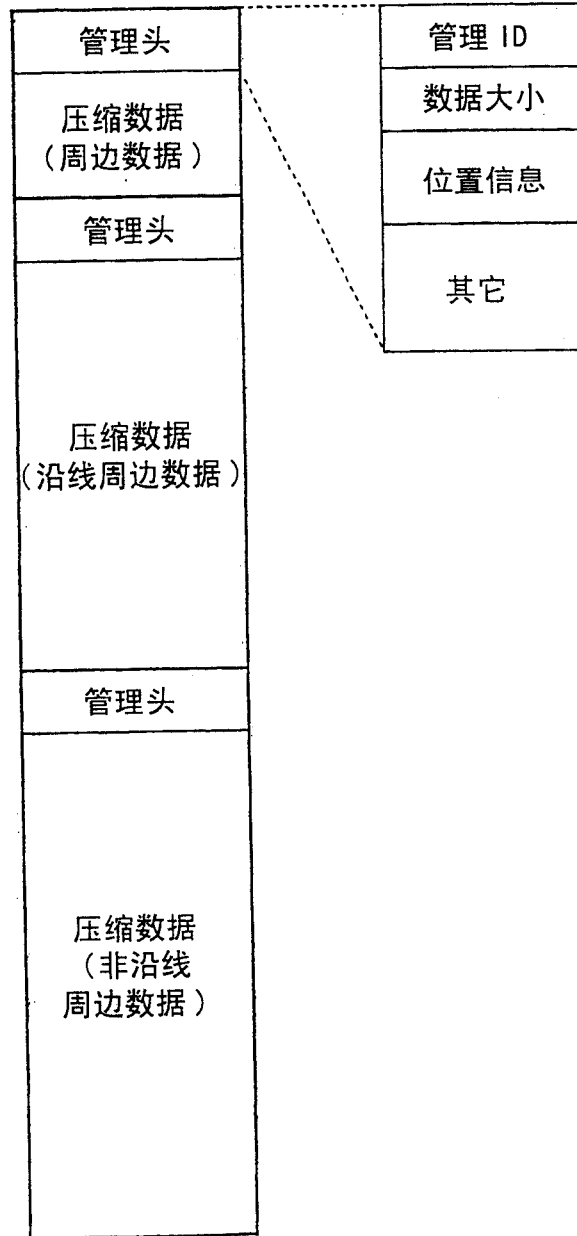 管理头
压缩数据
(周边数据)
管理头
压缩数据
(沿线周边数据)
管理头
压缩数据
(非沿线
周边数据)
管理 ID
数据大小
位置信息
其它